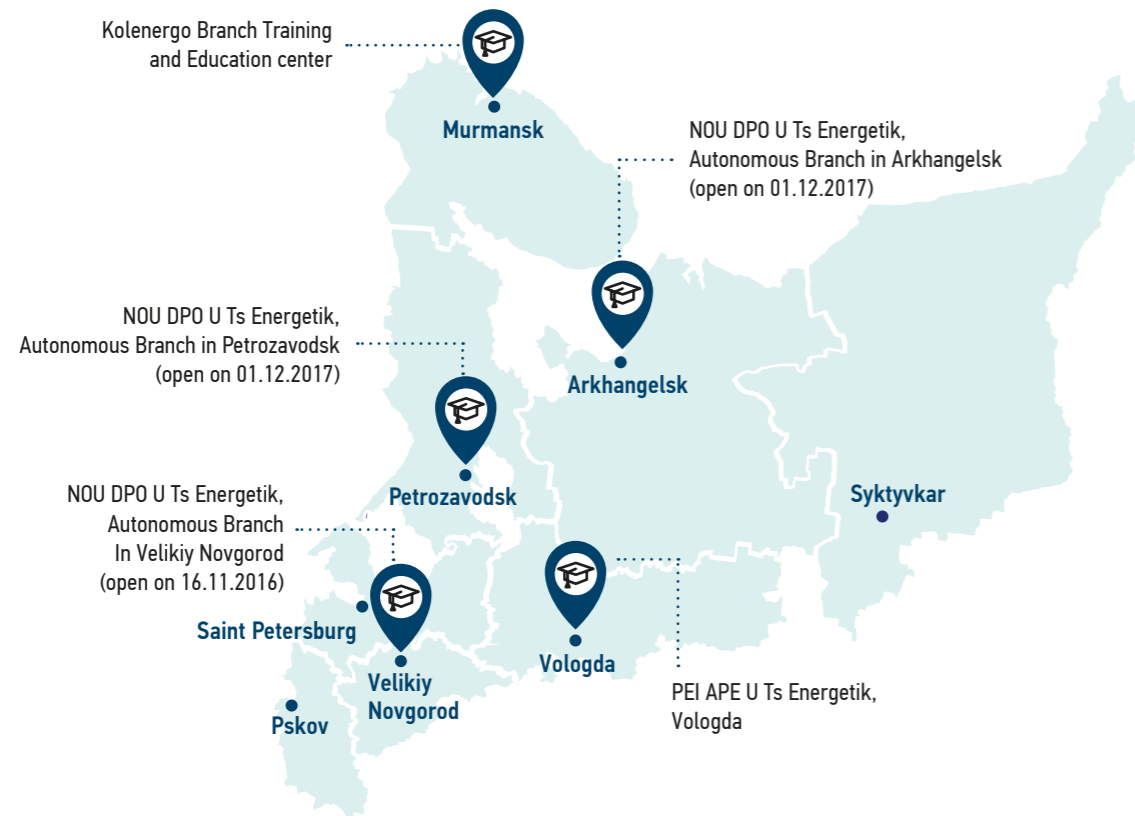 Kolenergo Branch Training
and Education center
Murmansk
NOU DPO U Ts Energetik,
Autonomous Branch in Arkhangelsk
(open on 01.12.2017)
Arkhangelsk
NOU DPO U Ts Energetik,
Autonomous Branch in Petrozavodsk
(open on 01.12.2017)
Petrozavodsk
NOU DPO U Ts Energetik,
Autonomous Branch
In Velikiy Novgorod
(open on 16.11.2016)
Syktyvkar
Saint Petersburg
Velikiy
Novgorod
Vologda
PEI APE U Ts Energetik,
Vologda
Pskov